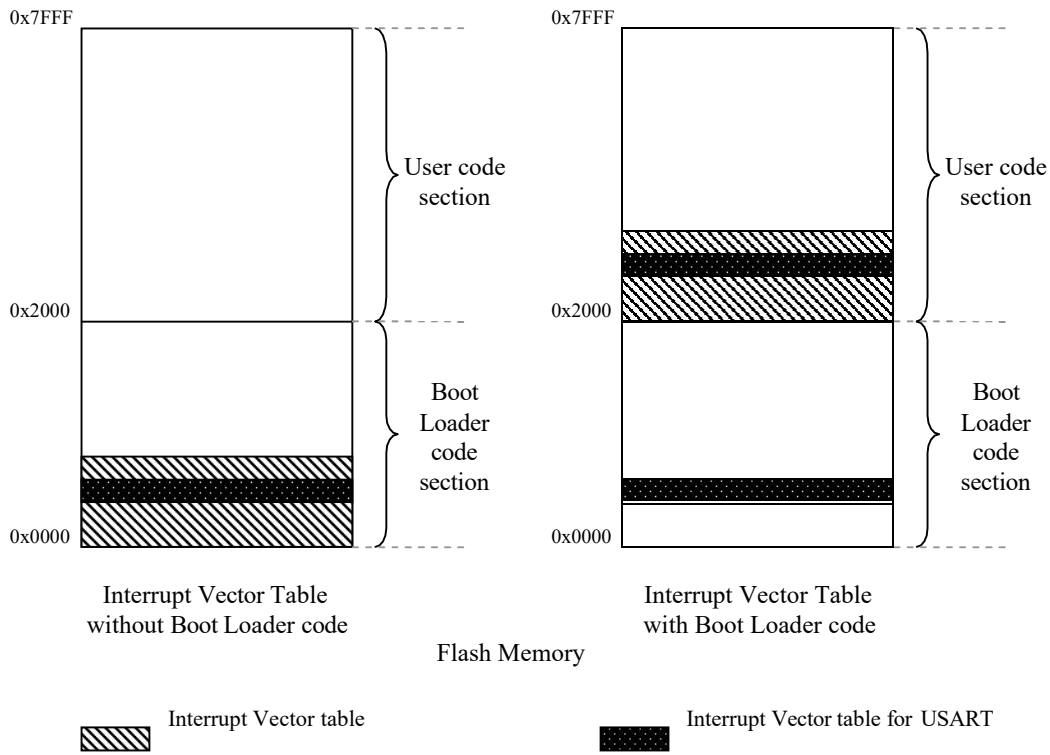 0x7FFF
User code
section
0x2000
Boot
Loader
code
section
0x0000
Interrupt Vector Table
without Boot Loader code
0x7FFF
User code
section
0x2000
Boot
Loader
code
section
0x0000
Interrupt Vector Table
with Boot Loader code
Flash Memory
Interrupt Vector table
Interrupt Vector table for USART